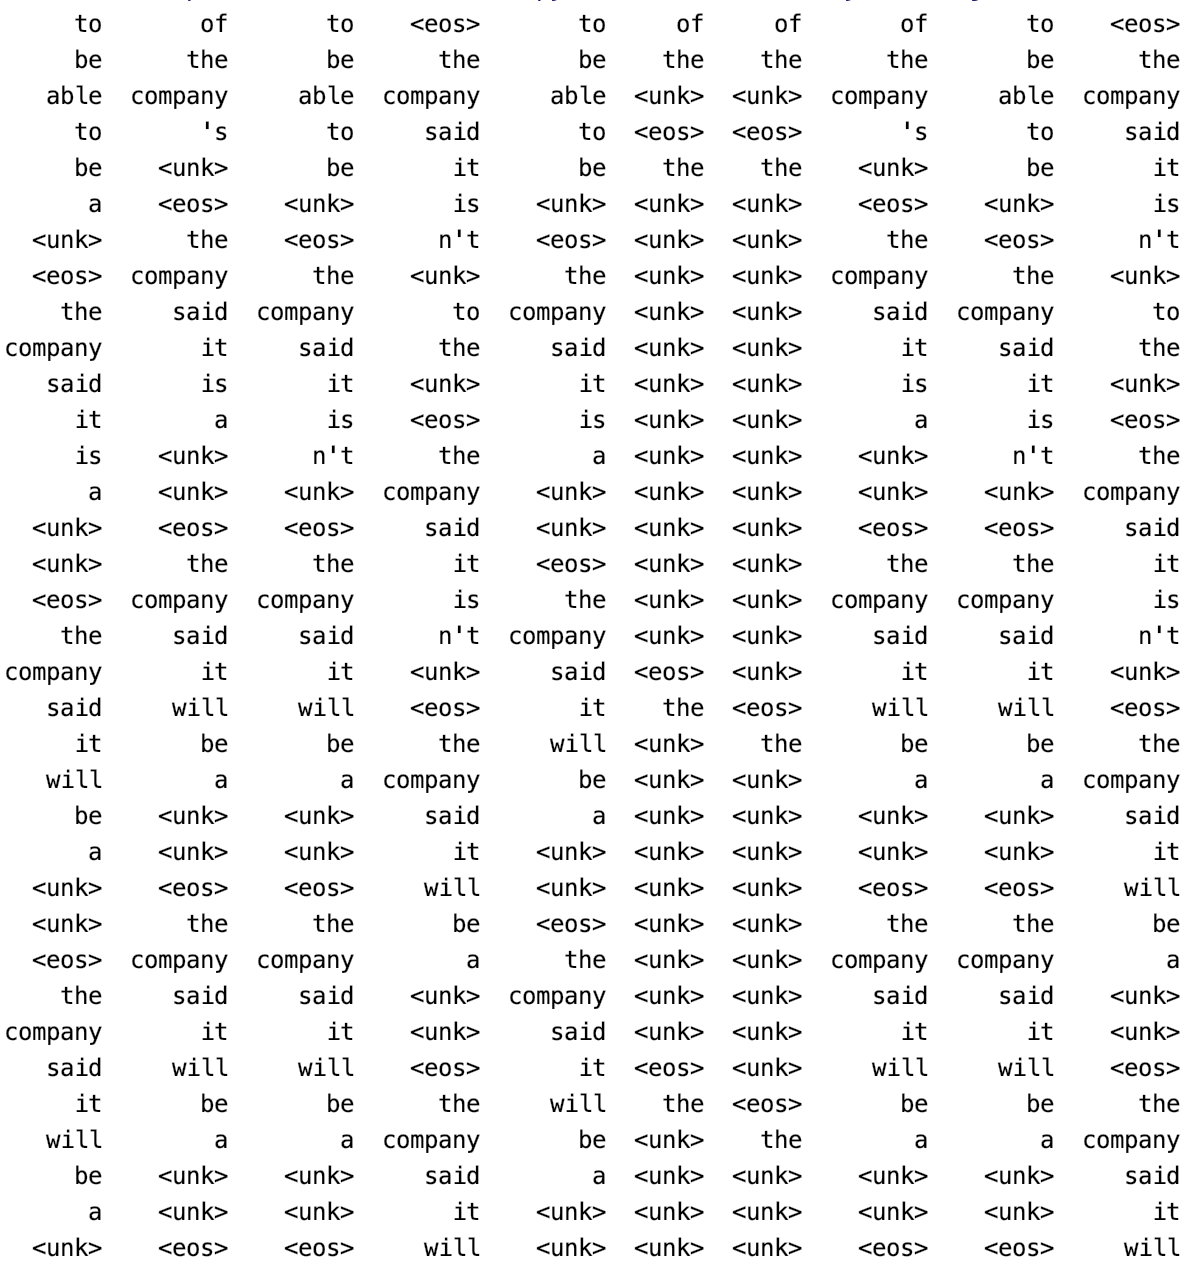 to of to <eos> to of of of to <eos>
be the be the be the the the be the
able company able company able <unk> <unk> company able company
to 's to said to <eos> <eos> 's to said
be <unk> be it be the the <unk> be it
a <eos> <unk> is <unk> <unk> <unk> <eos> <unk> is
<unk> the <eos> n't <eos> <unk> <unk> the <eos> n't
<eos> company the <unk> the <unk> <unk> company the <unk>
the said company to company <unk> <unk> said company to
company it said the said <unk> <unk> it said the
said is it <unk> it <unk> <unk> is it <unk>
it a is <eos> is <unk> <unk> a is <eos>
is <unk> n't the a <unk> <unk> <unk> n't the
a <unk> <unk> company <unk> <unk> <unk> <unk> <unk> company
<unk> <eos> <eos> said <unk> <unk> <unk> <eos> <eos> said
<unk> the the it <eos> <unk> <unk> the the it
<eos> company company is the <unk> <unk> company company is
the said said n't company <unk> <unk> said said n't
company it it <unk> said <eos> <unk> it it <unk>
said will will <eos> it the <eos> will will <eos>
it be be the will <unk> the be be the
will a a company be <unk> <unk> a a company
be <unk> <unk> said a <unk> <unk> <unk> <unk> said
a <unk> <unk> it <unk> <unk> <unk> <unk> <unk> it
<unk> <eos> <eos> will <unk> <unk> <unk> <eos> <eos> will
<unk> the the be <eos> <unk> <unk> the the be
<eos> company company a the <unk> <unk> company company a
the said said <unk> company <unk> <unk> said said <unk>
company it it <unk> said <unk> <unk> it it <unk>
said will will <eos> it <eos> <unk> will will <eos>
it be be the will the <eos> be be the
will a a company be <unk> the a a company
be <unk> <unk> said a <unk> <unk> <unk> <unk> said
a <unk> <unk> it <unk> <unk> <unk> <unk> <unk> it
<unk> <eos> <eos> will <unk> <unk> <unk> <eos> <eos> will